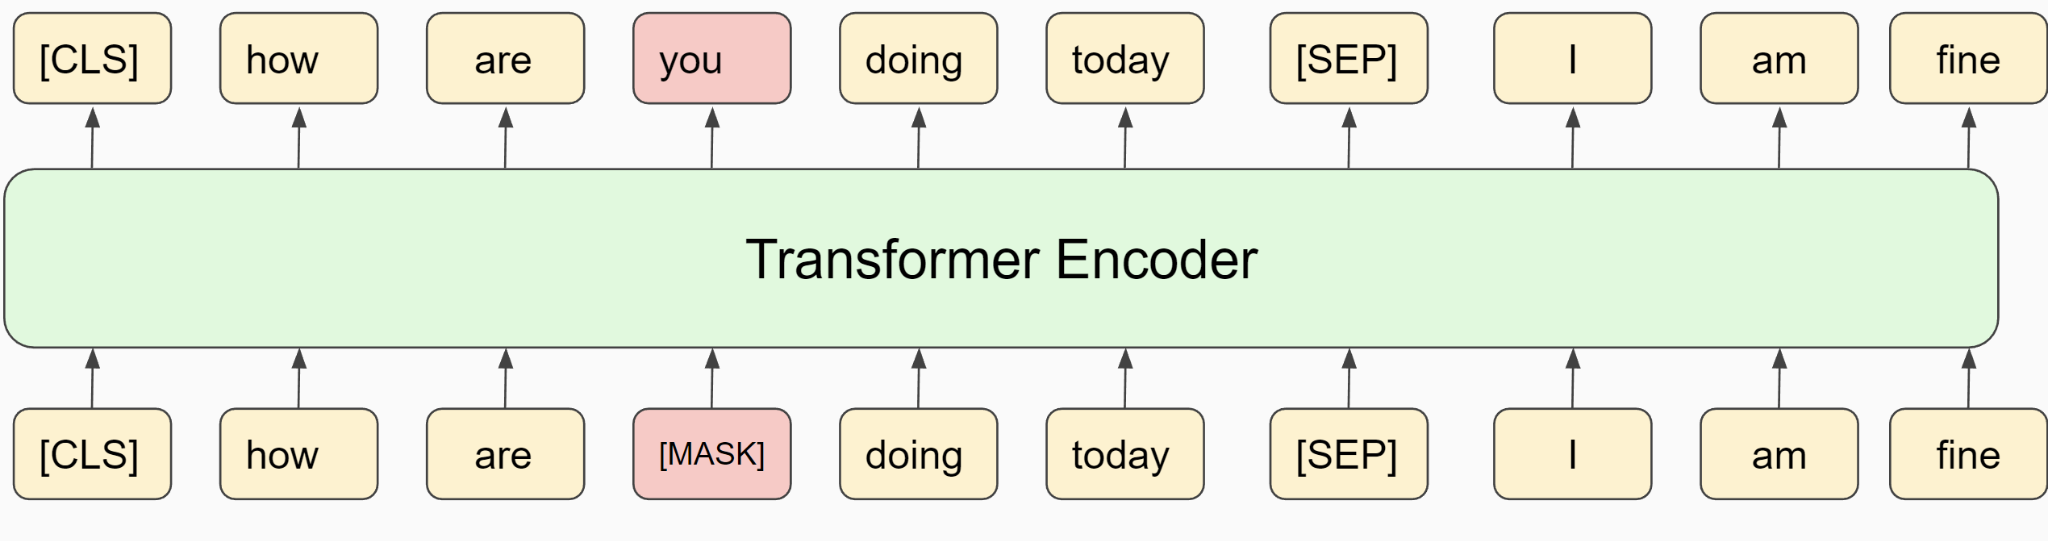 [CLS] how are you doing today [SEP] I am fine
Transformer Encoder
[CLS] how are [MASK] doing today [SEP] I am fine